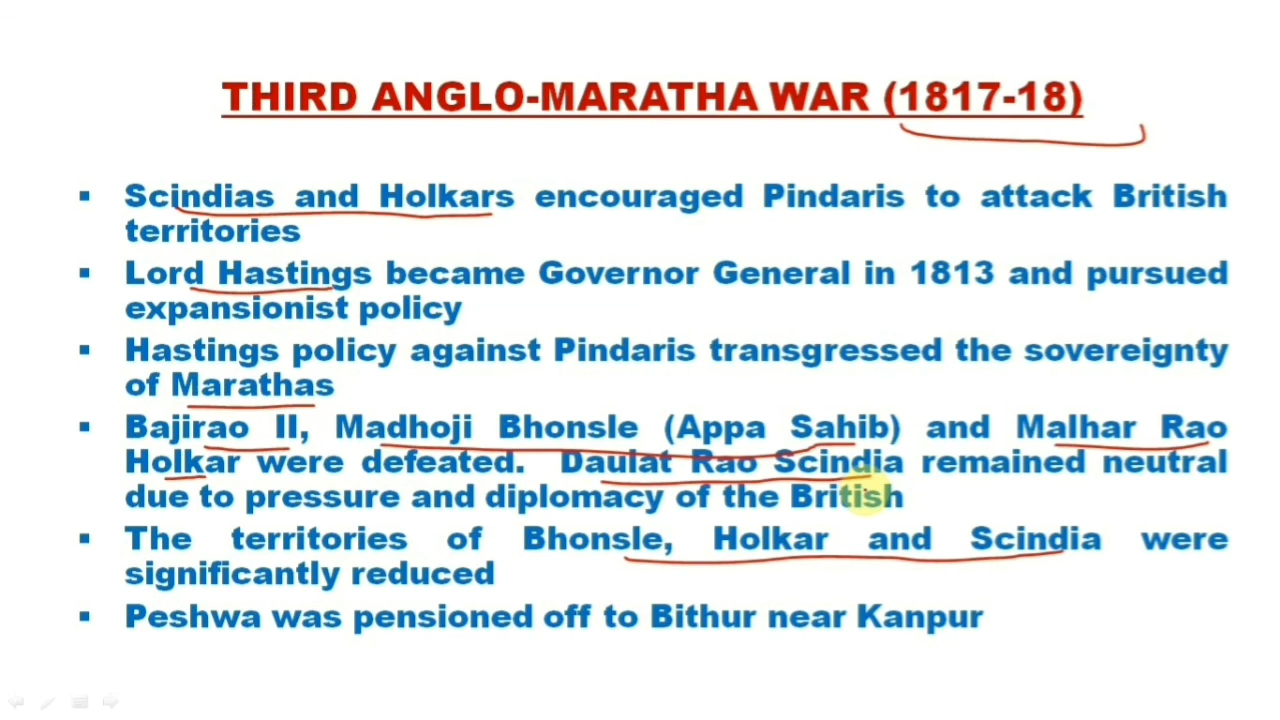 THIRD ANGLO-MARATHA WAR (1817-18)
▪ Scindias and Holkars encouraged Pindaris to attack British
territories
▪ Lord Hastings became Governor General in 1813 and pursued
expansionist policy
▪ Hastings policy against Pindaris transgressed the sovereignty
of Marathas
▪ Bajirao II, Madhoji Bhonsle (Appa Sahib) and Malhar Rao
Holkar were defeated. Daulat Rao Scindia remained neutral
due to pressure and diplomacy of the British
▪ The territories of Bhonsle, Holkar and Scindia were
significantly reduced
▪ Peshwa was pensioned off to Bithur near Kanpur